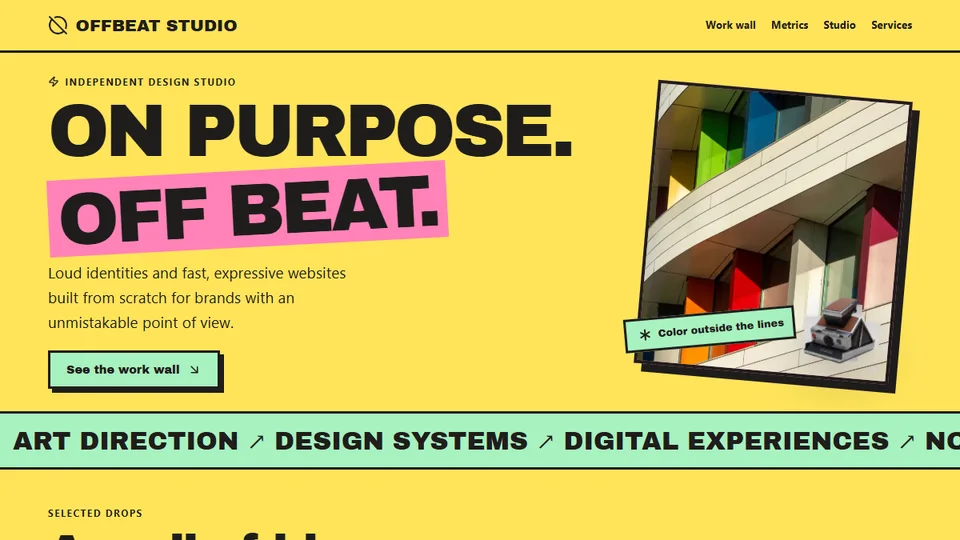 OFFBEAT STUDIO
Work wall Metrics Studio Services
INDEPENDENT DESIGN STUDIO
ON PURPOSE.
OFF BEAT.
Loud identities and fast, expressive websites
built from scratch for brands with an
unmistakable point of view.
Color outside the lines
See the work wall
ART DIRECTION ↗ DESIGN SYSTEMS ↗ DIGITAL EXPERIENCES ↗
SELECTED DROPS